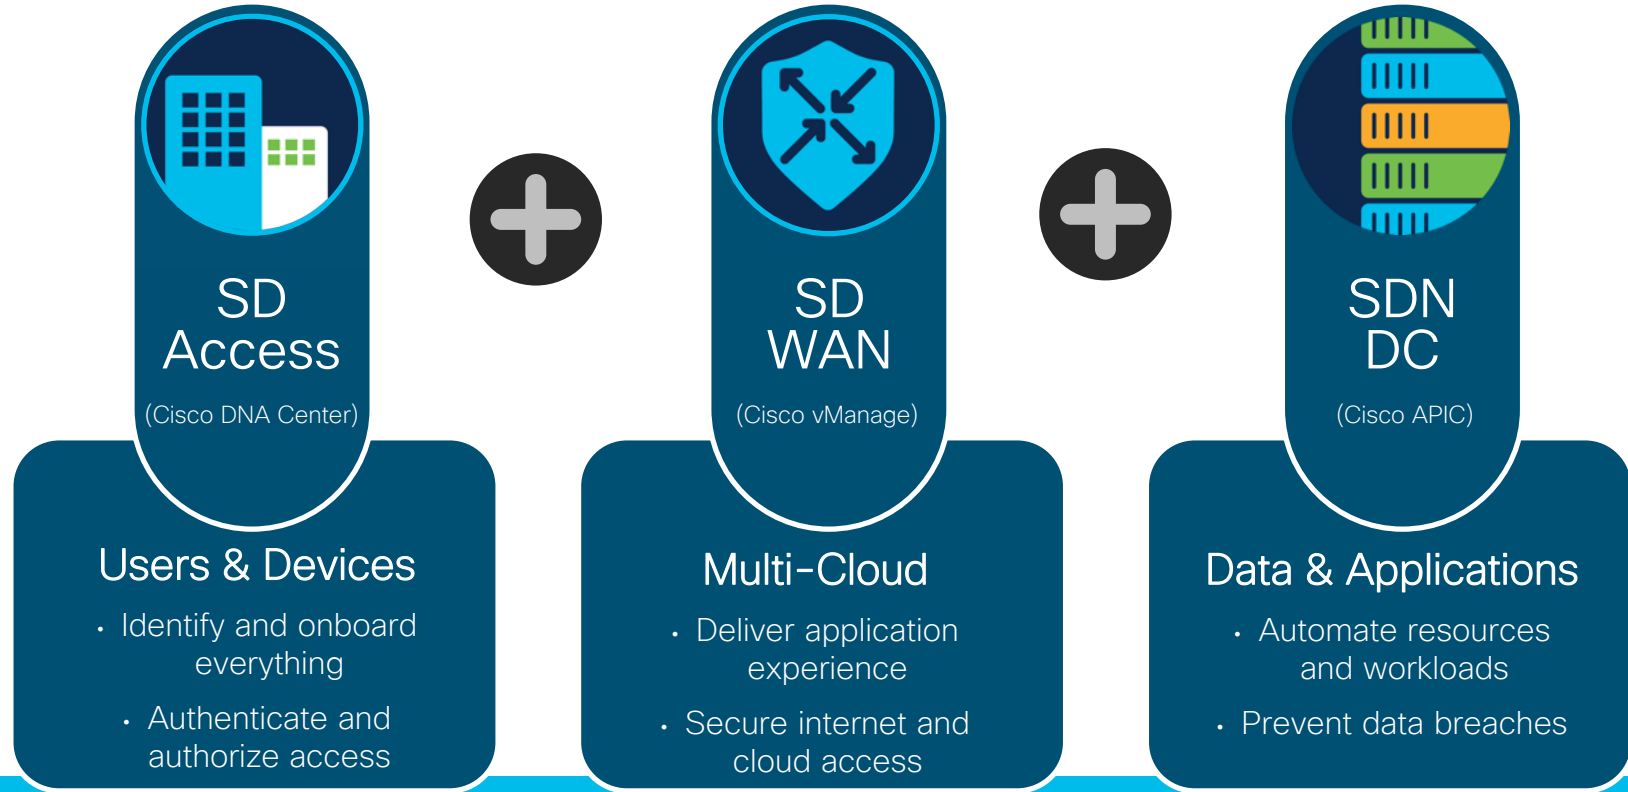 SD
Access
(Cisco DNA Center)
Users & Devices
• Identify and onboard
everything
• Authenticate and
authorize access
SD
WAN
(Cisco vManage)
Multi-Cloud
• Deliver application
experience
• Secure internet and
cloud access
SDN
DC
(Cisco APIC)
Data & Applications
• Automate resources
and workloads
• Prevent data breaches